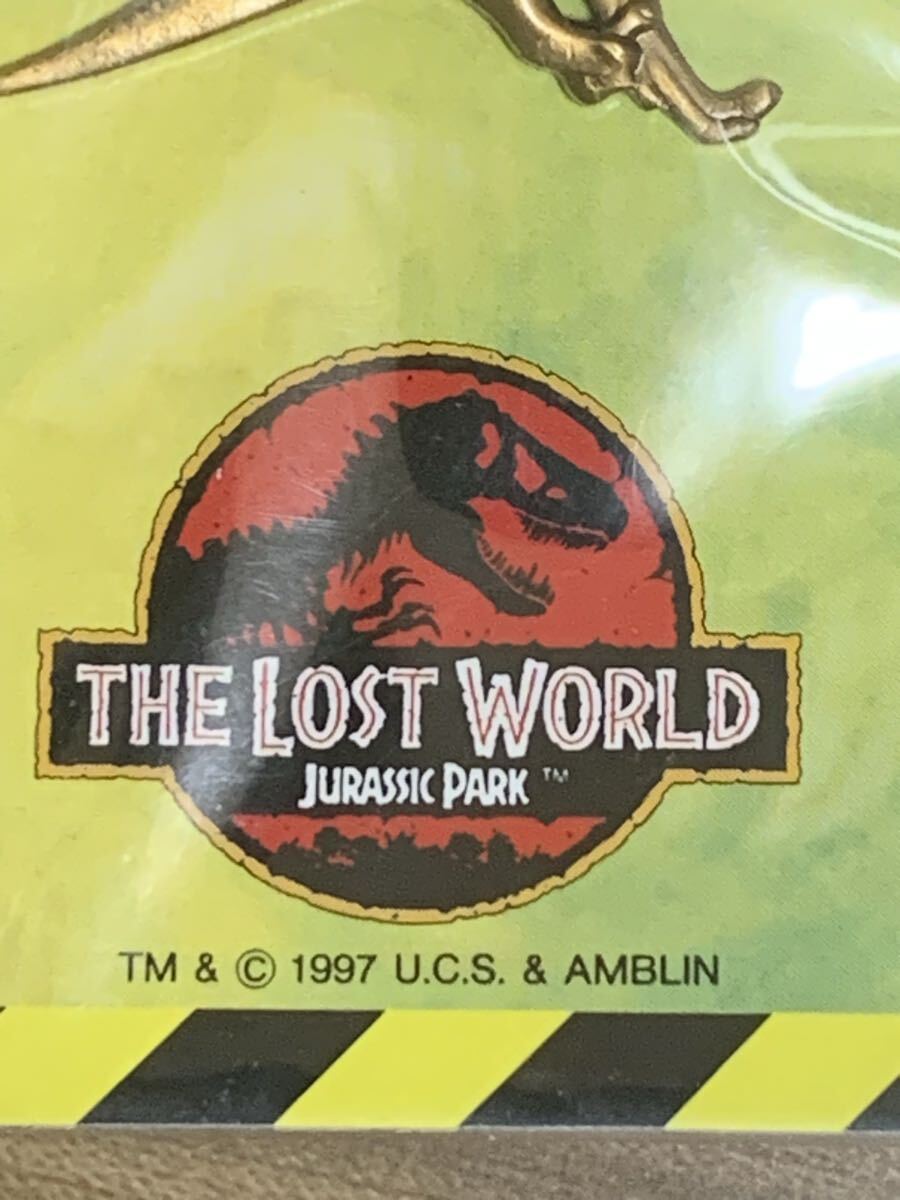 THE LOST WORLD
JURASSIC PARK ™
TM & © 1997 U.C.S. & AMBLIN